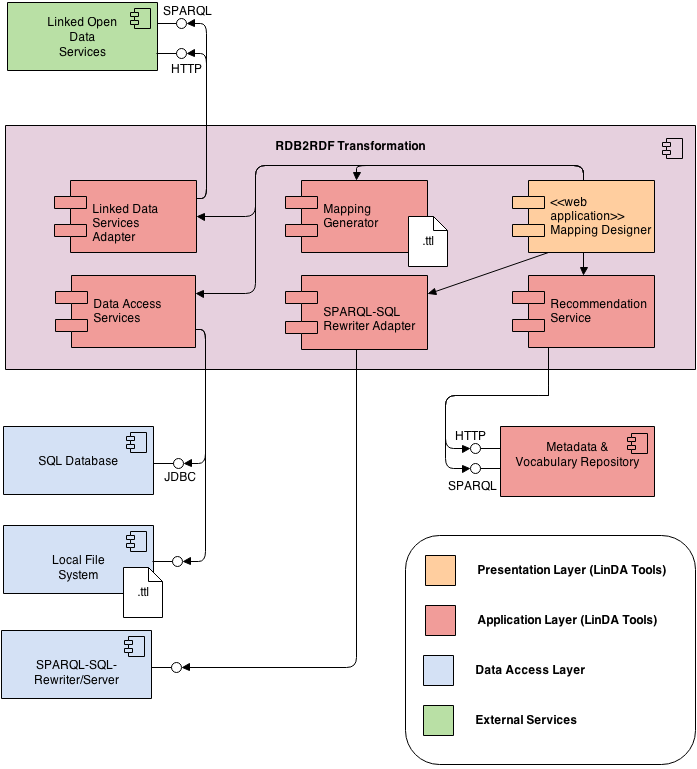 SPARQL
Linked Open
Data
Services
HTTP
RDB2RDF Transformation
Linked Data
Services
Adapter
Mapping
Generator
.ttl
<<web
application>>
Mapping Designer
Data Access
Services
SPARQL-SQL
Rewriter Adapter
Recommendation
Service
SQL Database
JDBC
HTTP
SPARQL
Metadata &
Vocabulary Repository
Local File
System
.ttl
SPARQL-SQL-
Rewriter/Server
Presentation Layer (LinDA Tools)
Application Layer (LinDA Tools)
Data Access Layer
External Services